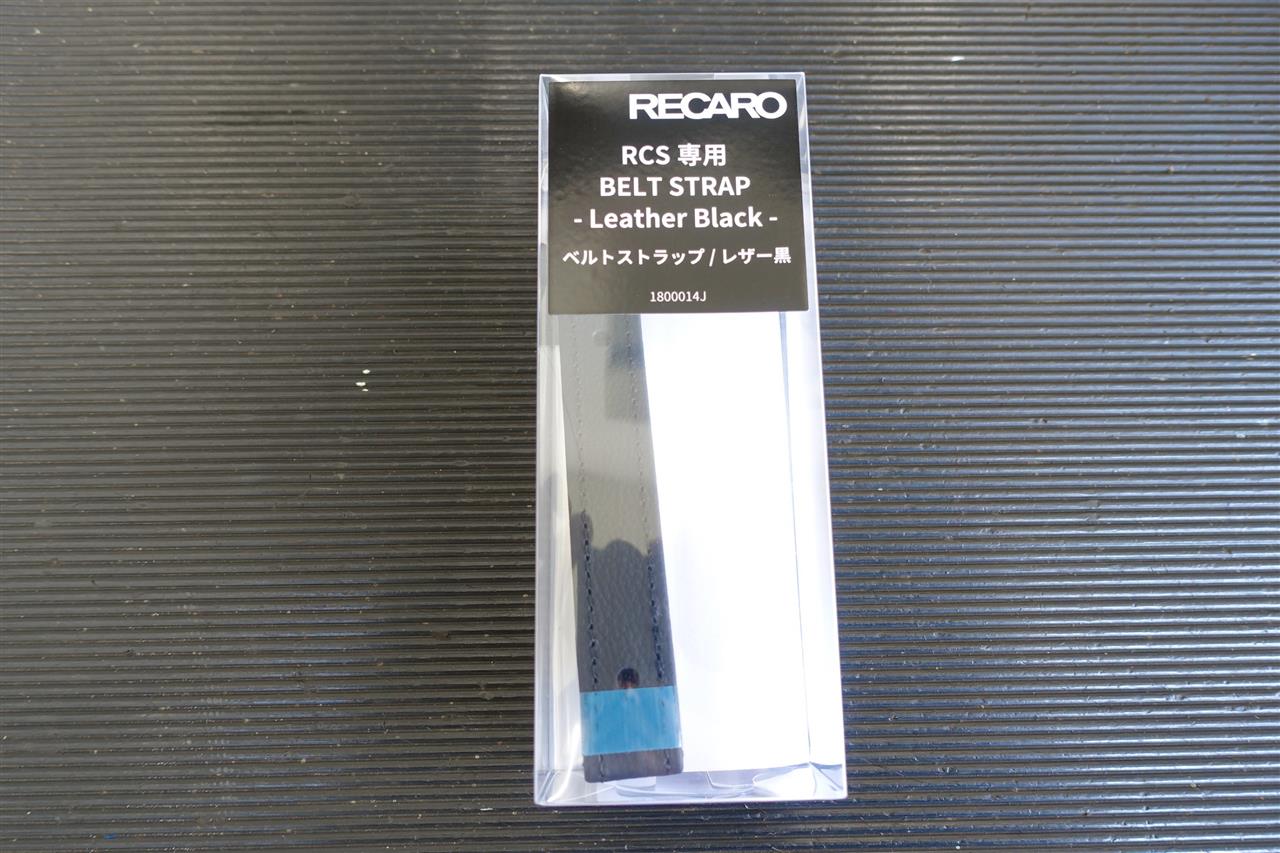 RECARO
RCS 専用
BELT STRAP
- Leather Black -
ベルトストラップ / レザー黒
1800014J